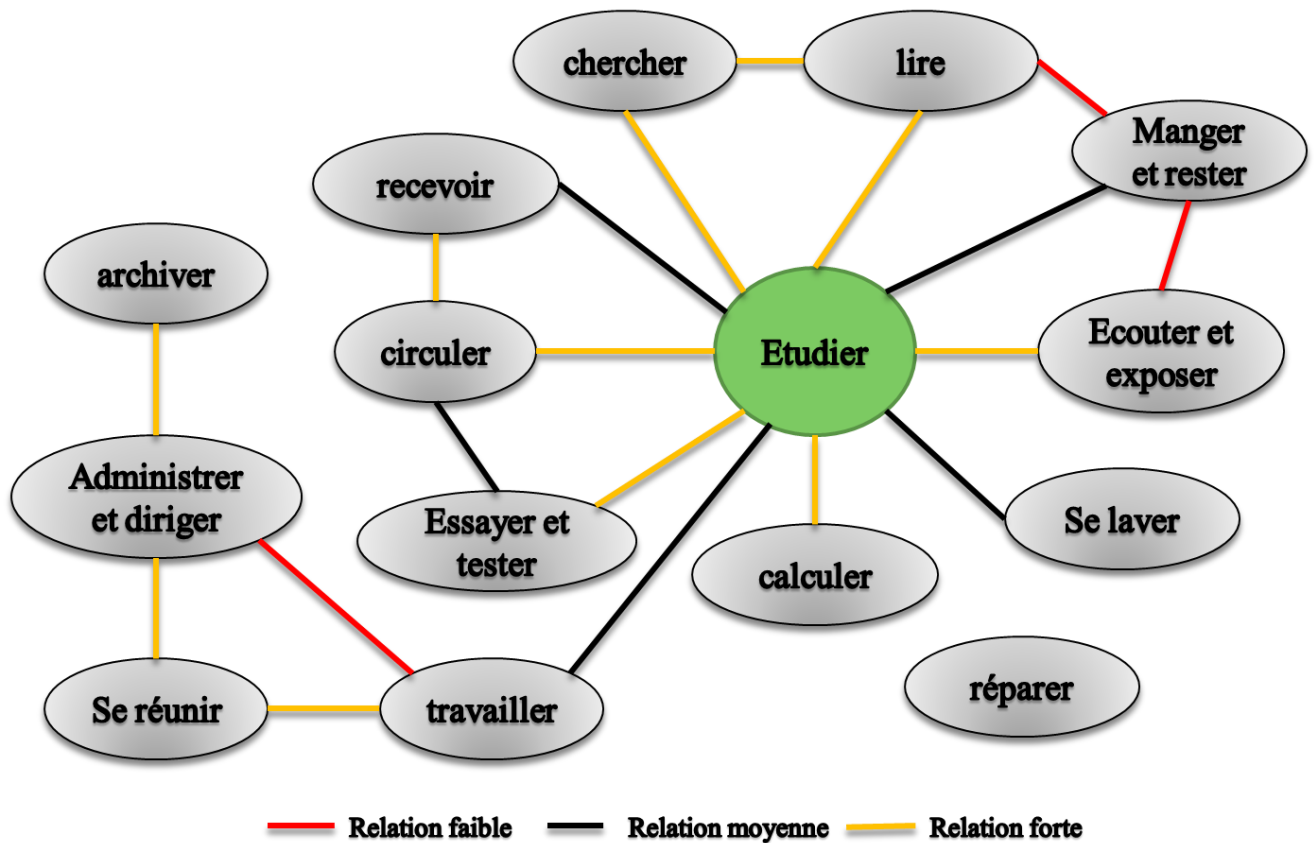 chercher
lire
Manger
et rester
recevoir
archiver
circuler
Etudier
Ecouter et
exposer
Administrer
et diriger
Essayer et
tester
calculer
Se laver
Se réunir
travailler
réparer
Relation faible
Relation moyenne
Relation forte